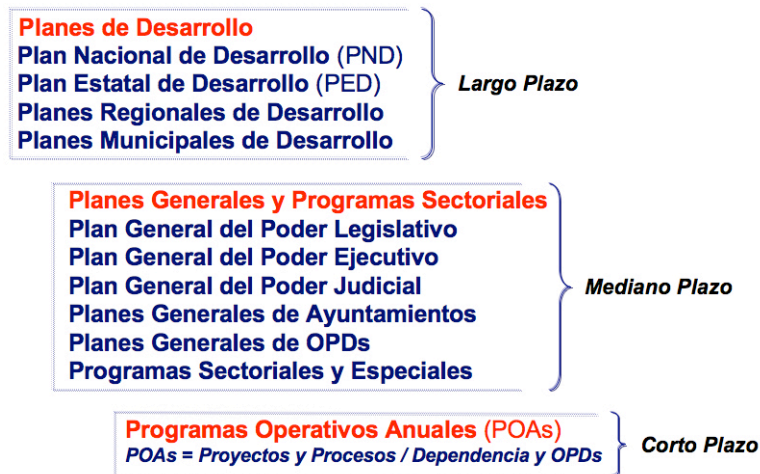 Planes de Desarrollo
Plan Nacional de Desarrollo (PND)
Plan Estatal de Desarrollo (PED)
Planes Regionales de Desarrollo
Planes Municipales de Desarrollo
Largo Plazo
Planes Generales y Programas Sectoriales
Plan General del Poder Legislativo
Plan General del Poder Ejecutivo
Plan General del Poder Judicial
Planes Generales de Ayuntamientos
Planes Generales de OPDs
Programas Sectoriales y Especiales
Mediano Plazo
Programas Operativos Anuales (POAs)
POAs = Proyectos y Procesos / Dependencia y OPDs
Corto Plazo